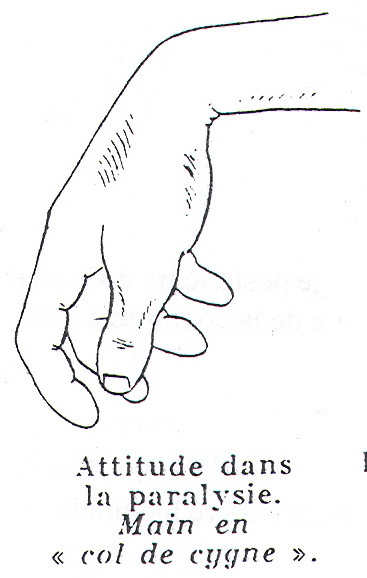 Attitude dans
la paralysie.
Main en
« col de cygne ».